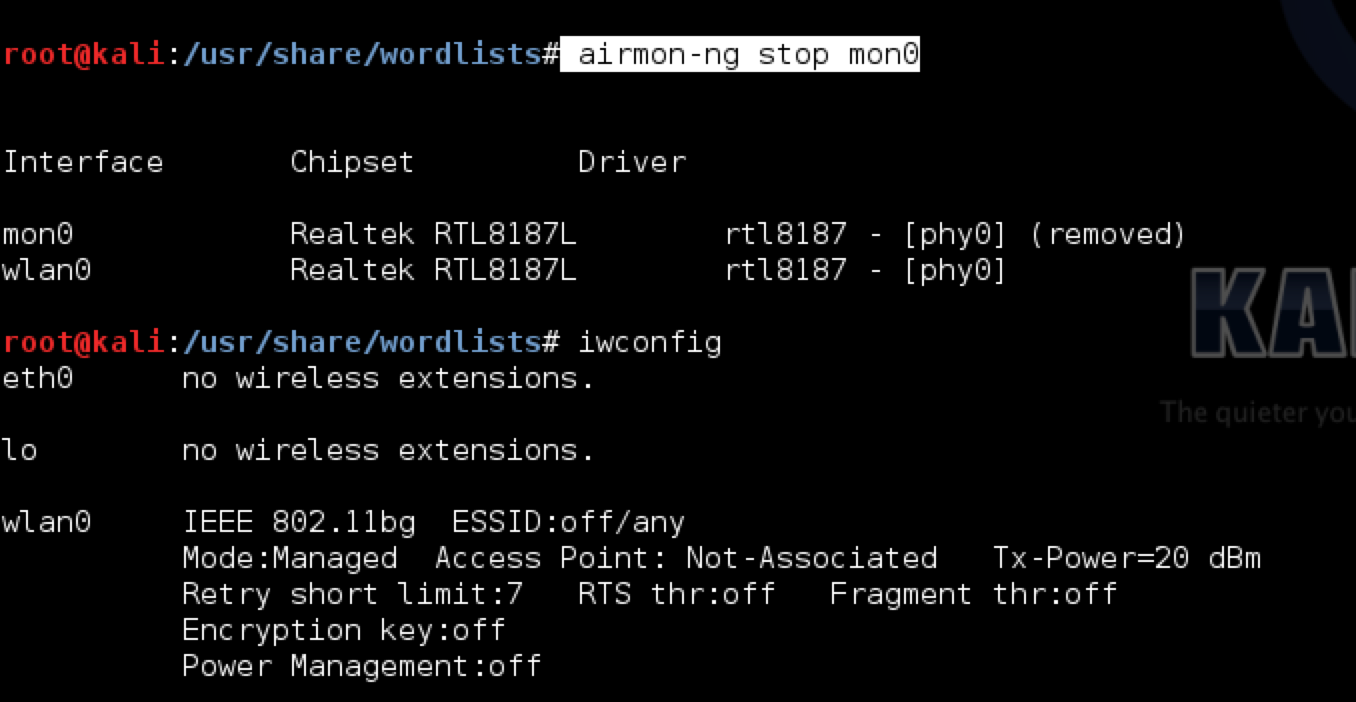 root@kali:/usr/share/wordlists# airmon-ng stop mon0
Interface Chipset Driver
mon0 Realtek RTL8187L rtl8187 - [phy0] (removed)
wlan0 Realtek RTL8187L rtl8187 - [phy0]
KA
root@kali:/usr/share/wordlists# iwconfig
eth0 no wireless extensions.
The quieter you
lo no wireless extensions.
wlan0 IEEE 802.11bg ESSID:off/any
Mode:Managed Access Point: Not-Associated Tx-Power=20 dBm
Retry short limit:7 RTS thr:off Fragment thr:off
Encryption key:off
Power Management:off